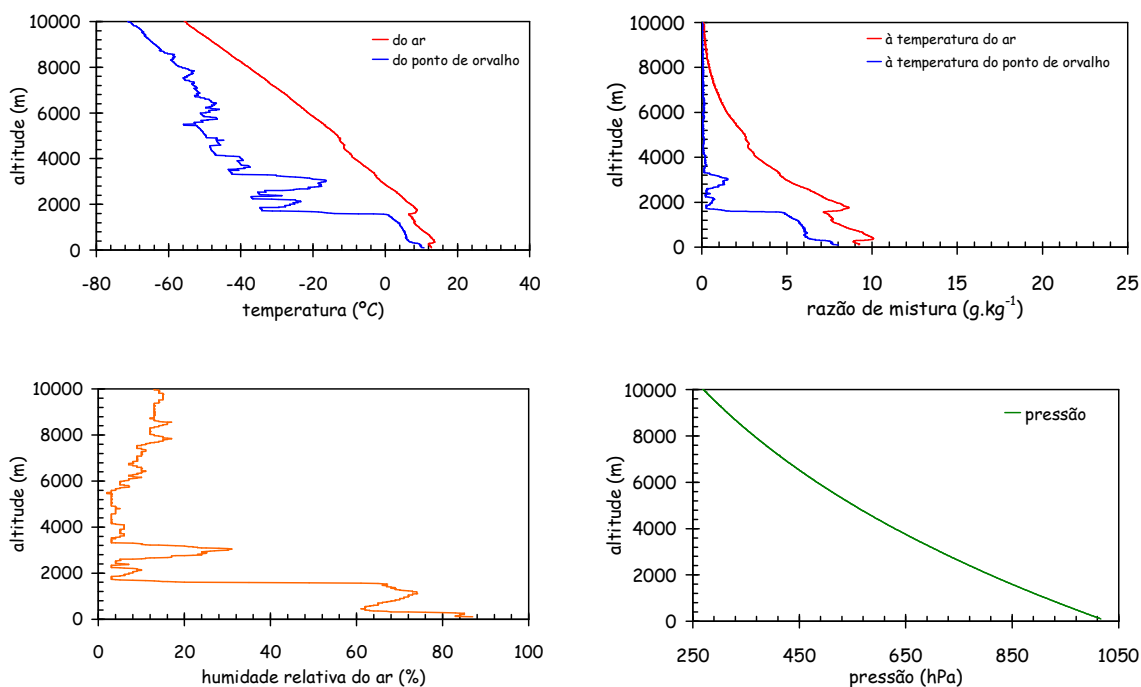 10000
8000
6000
4000
2000
0
altitude (m)
-80 -60 -40 -20 0 20 40
temperatura (ºC)
do ar
do ponto de orvalho
10000
8000
6000
4000
2000
0
altitude (m)
0 5 10 15 20 25
razão de mistura (g.kg⁻¹)
à temperatura do ar
à temperatura do ponto de orvalho
10000
8000
6000
4000
2000
0
altitude (m)
0 20 40 60 80 100
humidade relativa do ar (%)
10000
8000
6000
4000
2000
0
altitude (m)
250 450 650 850 1050
pressão (hPa)
pressão